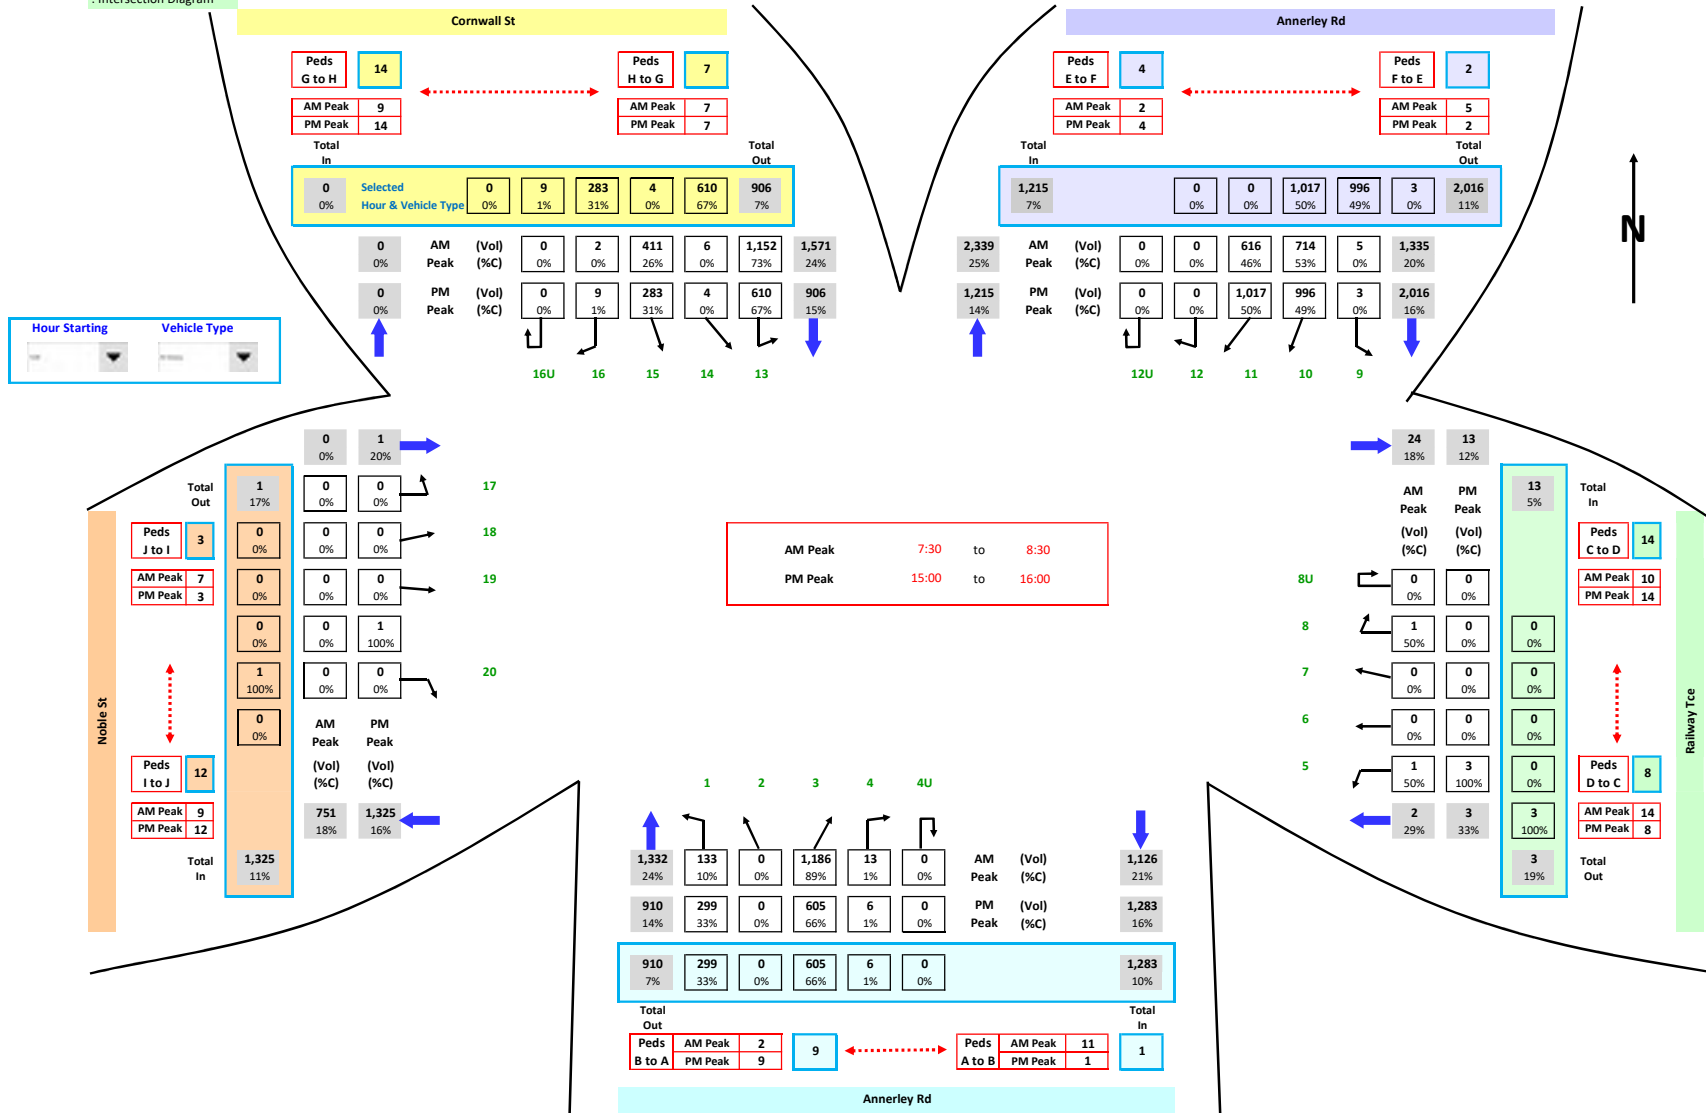 : Intersection Diagram
Cornwall St
Annerley Rd
Peds
G to H
14
Peds
H to G
7
AM Peak 9
PM Peak 14
AM Peak 7
PM Peak 7
Peds
E to F
4
Peds
F to E
2
AM Peak 2
PM Peak 4
AM Peak 5
PM Peak 2
Total
In
Total
Out
0 Selected 0 9 283 4 610 906
0% Hour & Vehicle Type 0% 1% 31% 0% 67% 7%
0 AM (Vol) 0 2 411 6 1,152 1,571
0% Peak (%C) 0% 0% 26% 0% 73% 24%
0 PM (Vol) 0 9 283 4 610 906
0% Peak (%C) 0% 1% 31% 0% 67% 15%
16U 16 15 14 13
Total
In
Total
Out
1,215 0 0 1,017 996 3 2,016
7% 0% 0% 50% 49% 0% 11%
2,339 AM (Vol) 0 0 616 714 5 1,335
25% Peak (%C) 0% 0% 46% 53% 0% 20%
1,215 PM (Vol) 0 0 1,017 996 3 2,016
14% Peak (%C) 0% 0% 50% 49% 0% 16%
12U 12 11 10 9
N
Hour Starting Vehicle Type
0 1
0% 20%
Total
Out
1 0 0
17% 0% 0%
17
Peds
J to I
3
0 0 0
0% 0% 0%
18
AM Peak 7
PM Peak 3
0 0 0
0% 0% 0%
19
0 0 1
0% 0% 100%
1 0 0
100% 0% 0%
20
0
0%
AM PM
Peak Peak
(Vol) (Vol)
(%C) (%C)
Noble St
Peds
I to J
12
AM Peak 9
PM Peak 12
751 1,325
18% 16%
Total
In
1,325
11%
AM Peak 7:30 to 8:30
PM Peak 15:00 to 16:00
24 13
18% 12%
AM PM
Peak Peak
(Vol) (Vol)
(%C) (%C)
13
5%
Total
In
Peds
C to D
14
AM Peak 10
PM Peak 14
8U
0 0
0% 0%
8
1 0 0
50% 0% 0%
7
0 0 0
0% 0% 0%
6
0 0 0
0% 0% 0%
5
1 3 0
50% 100% 0%
2 3 3
29% 33% 100%
Peds
D to C
8
AM Peak 14
PM Peak 8
3
19%
Total
Out
Railway Tce
1 2 3 4 4U
1,332 133 0 1,186 13 0 AM (Vol) 1,126
24% 10% 0% 89% 1% 0% Peak (%C) 21%
910 299 0 605 6 0 PM (Vol) 1,283
14% 33% 0% 66% 1% 0% Peak (%C) 16%
910 299 0 605 6 0 1,283
7% 33% 0% 66% 1% 0% 10%
Total
Out
Total
In
Peds AM Peak 2
B to A PM Peak 9
9
Peds AM Peak 11
A to B PM Peak 1
1
Annerley Rd